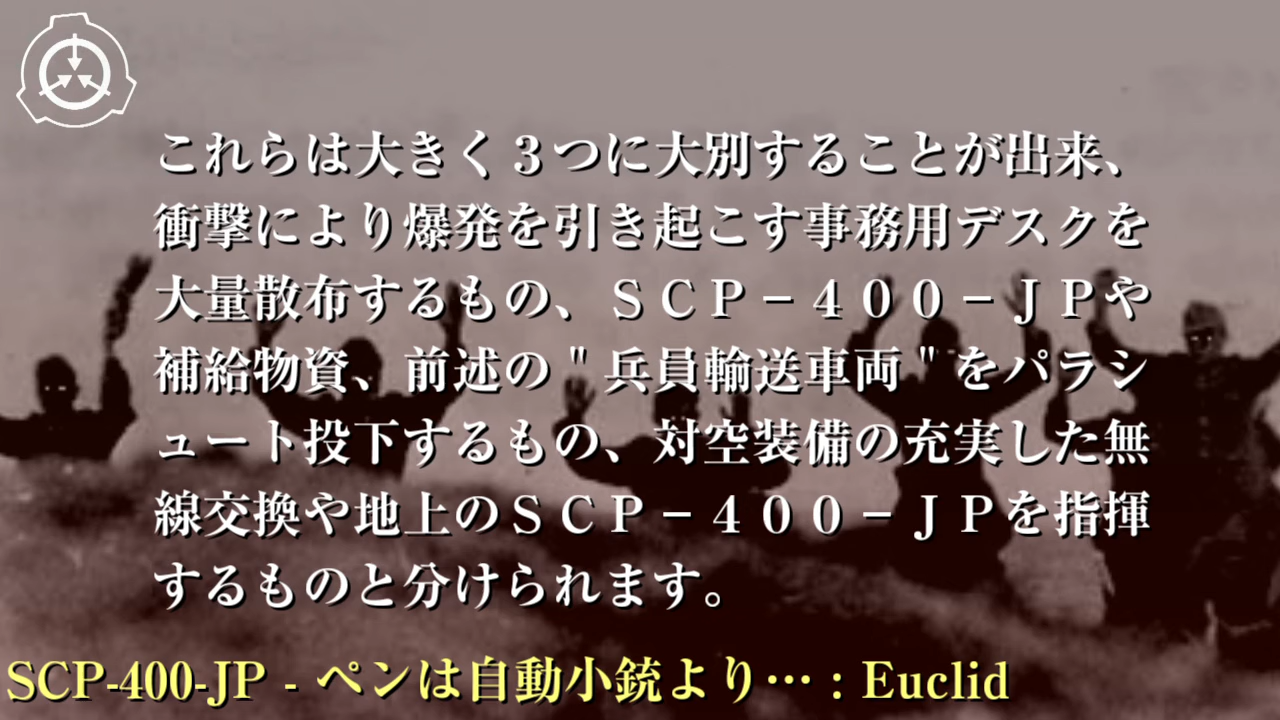 これらは大きく３つに大別することが出来、
衝撃により爆発を引き起こす事務用デスクを
大量散布するもの、ＳＣＰ－４００－ＪＰや
補給物資、前述の＂兵員輸送車両＂をパラシ
ュート投下するもの、対空装備の充実した無
線交換や地上のＳＣＰ－４００－ＪＰを指揮
するものと分けられます。
SCP-400-JP - ペンは自動小銃より… : Euclid